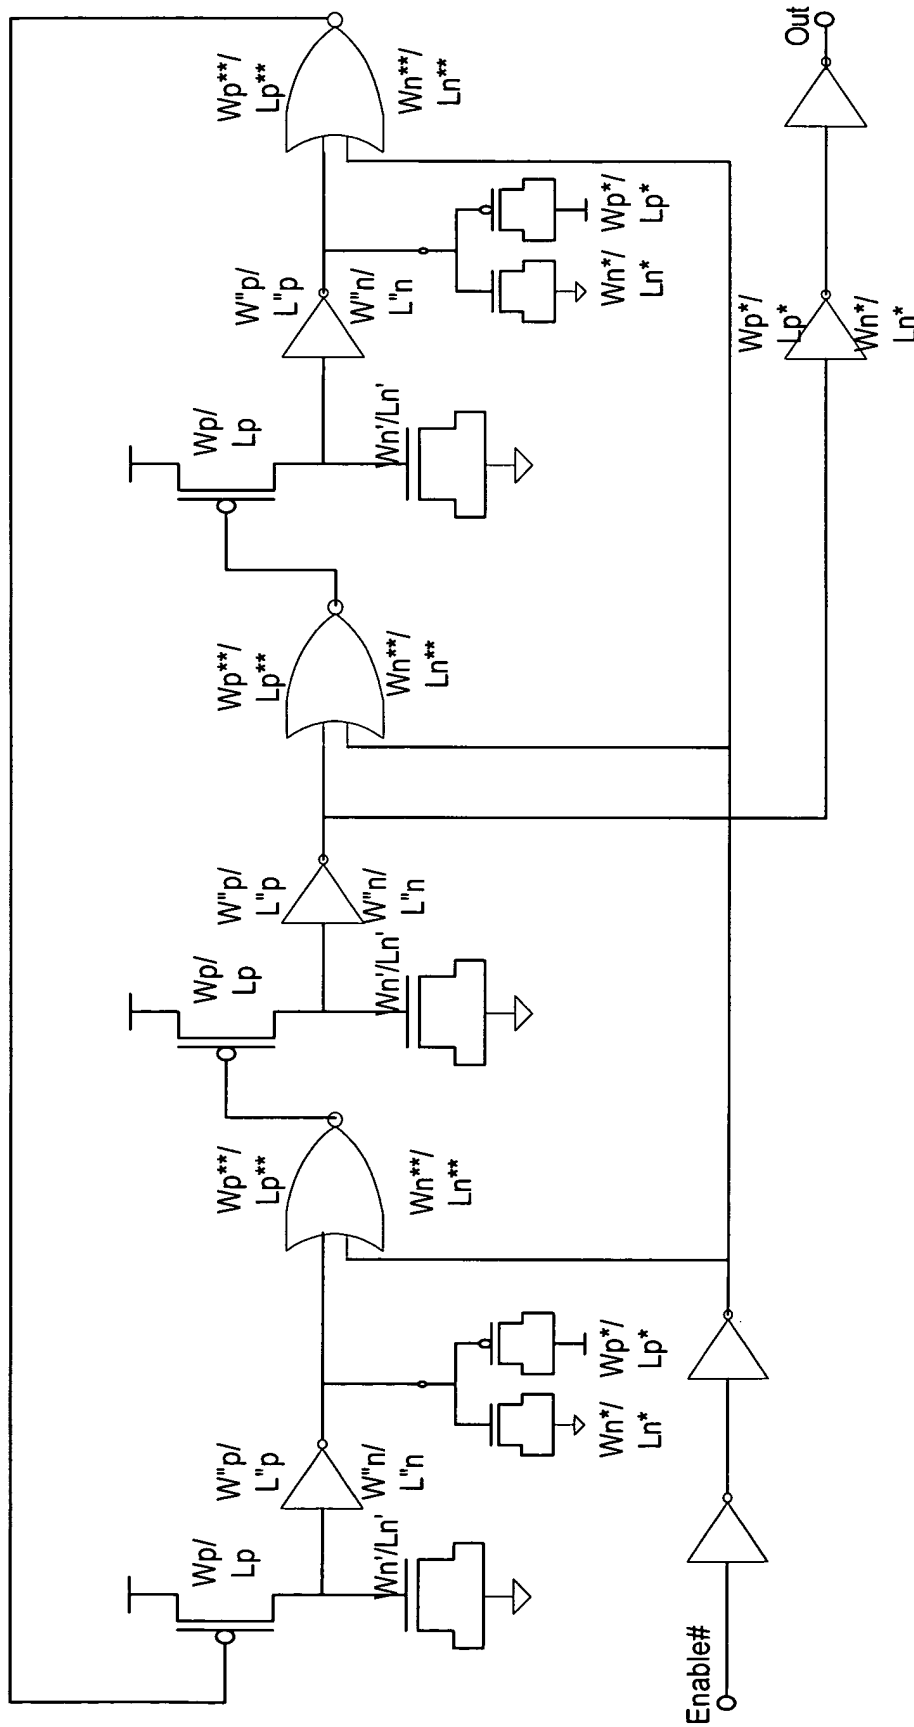 Wp/
Lp
Wn'/Ln'
W"p/
L"p
W"n/
L"n
Wn*/
Ln*
Wp*/
Lp*
Wp**/
Lp**
Wn**/
Ln**
Wp/
Lp
Wn'/Ln'
W"p/
L"p
W"n/
L"n
Wp**/
Lp**
Wn**/
Ln**
Wp/
Lp
Wn'/Ln'
W"p/
L"p
W"n/
L"n
Wn*/
Ln*
Wp*/
Lp*
Wp**/
Lp**
Wn**/
Ln**
Enable#
Wp*/
Lp*
Wn*/
Ln*
Out